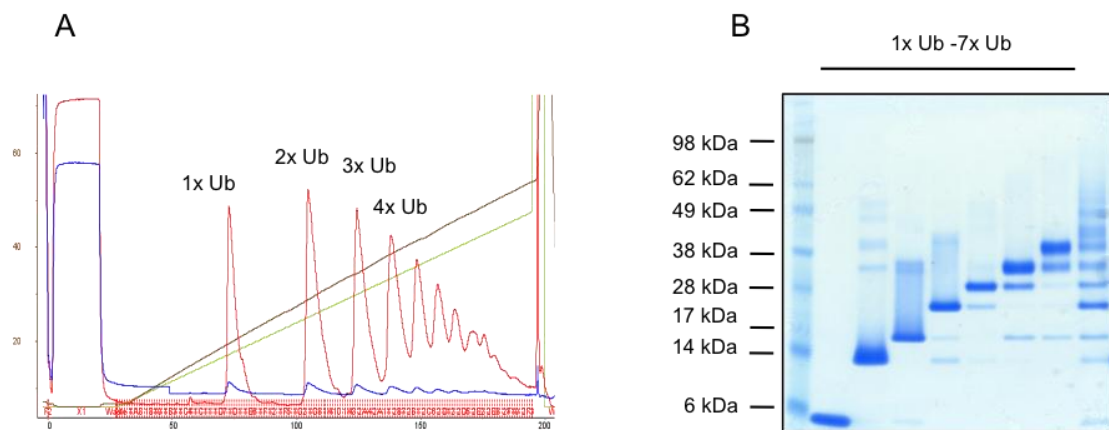 A
B
1x Ub -7x Ub
60
40
20
1x Ub
2x Ub
3x Ub
4x Ub
0
50
100
150
200
98 kDa
62 kDa
49 kDa
38 kDa
28 kDa
17 kDa
14 kDa
6 kDa